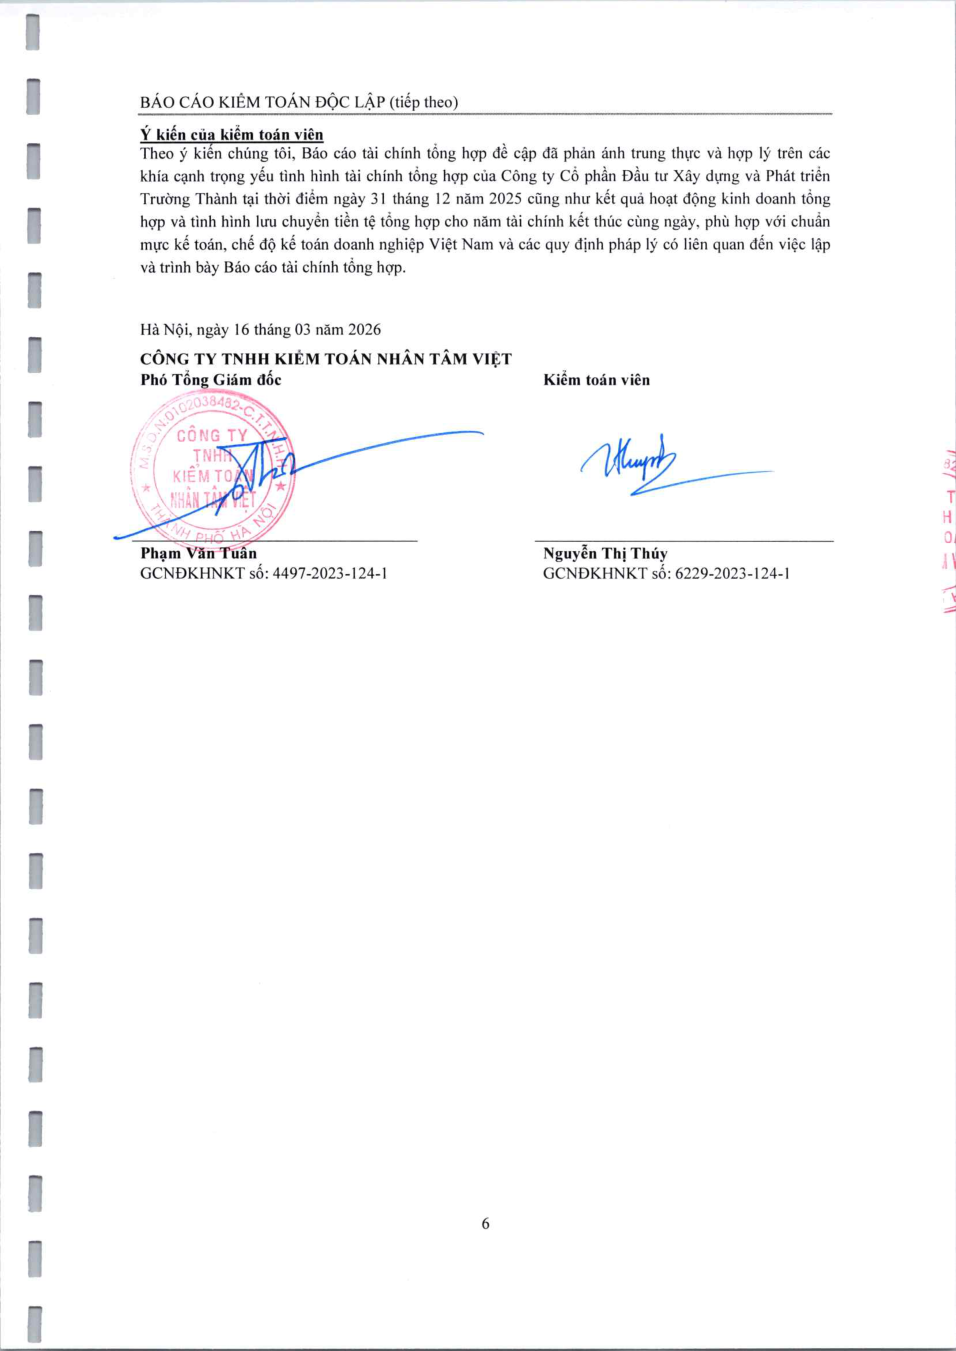 BÁO CÁO KIỂM TOÁN ĐỘC LẬP (tiếp theo)
Ý kiến của kiểm toán viên
Theo ý kiến chúng tôi, Báo cáo tài chính tổng hợp đề cập đã phản ánh trung thực và hợp lý trên các
khía cạnh trọng yếu tình hình tài chính tổng hợp của Công ty Cổ phần Đầu tư Xây dựng và Phát triển
Trường Thành tại thời điểm ngày 31 tháng 12 năm 2025 cũng như kết quả hoạt động kinh doanh tổng
hợp và tình hình lưu chuyển tiền tệ tổng hợp cho năm tài chính kết thúc cùng ngày, phù hợp với chuẩn
mực kế toán, chế độ kế toán doanh nghiệp Việt Nam và các quy định pháp lý có liên quan đến việc lập
và trình bày Báo cáo tài chính tổng hợp.
Hà Nội, ngày 16 tháng 03 năm 2026
CÔNG TY TNHH KIỂM TOÁN NHÂN TÂM VIỆT
Phó Tổng Giám đốc
Kiểm toán viên
M.S.D.N:0102038482-C.T.T.N.H.H
CÔNG TY
TNHH
KIỂM TOÁN
NHÂN TÂM VIỆT
THÀNH PHỐ HÀ NỘI
Phạm Văn Tuân
GCNĐKHNKT số: 4497-2023-124-1
Nguyễn Thị Thúy
GCNĐKHNKT số: 6229-2023-124-1
6